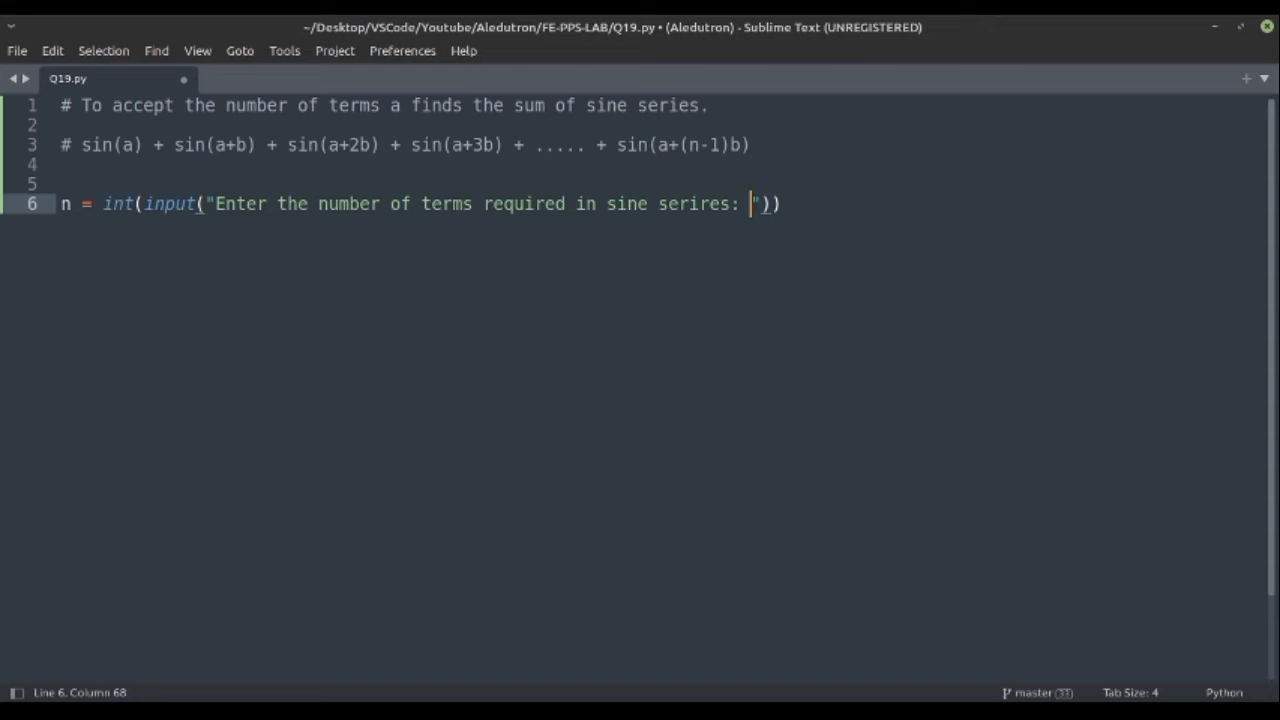 ~/Desktop/VSCode/Youtube/Aledutron/FE-PPS-LAB/Q19.py • (Aledutron) - Sublime Text (UNREGISTERED)
File Edit Selection Find View Goto Tools Project Preferences Help
Q19.py
1 # To accept the number of terms a finds the sum of sine series.
2
3 # sin(a) + sin(a+b) + sin(a+2b) + sin(a+3b) + ..... + sin(a+(n-1)b)
4
5
6 n = int(input("Enter the number of terms required in sine serires: "))
Line 6, Column 68 master 33 Tab Size: 4 Python